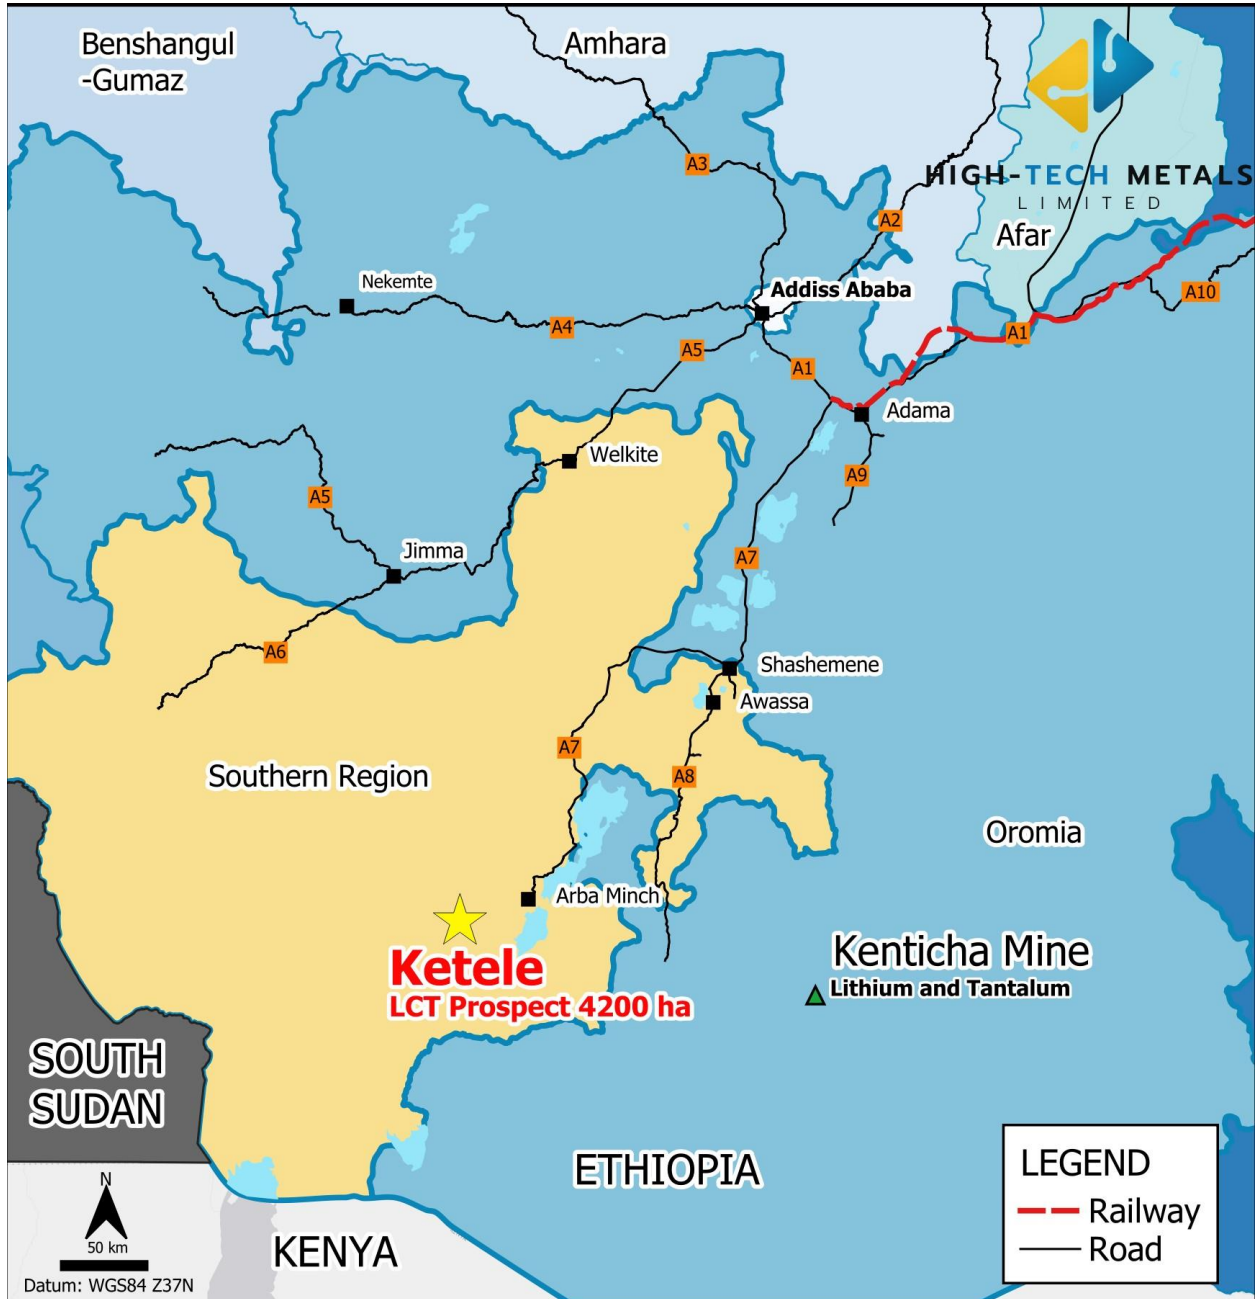 Benshangul
-Gumaz
Amhara
HIGH-TECH METALS
LIMITED
A3
A2
Afar
Nekemte
Addiss Ababa
A10
A4
A1
A5
A1
Adama
Welkite
A9
A5
Jimma
A7
A6
Shashemene
Awassa
A7
Southern Region
A8
Oromia
Arba Minch
Ketele
LCT Prospect 4200 ha
Kenticha Mine
Lithium and Tantalum
SOUTH
SUDAN
ETHIOPIA
KENYA
N
50 km
Datum: WGS84 Z37N
LEGEND
Railway
Road